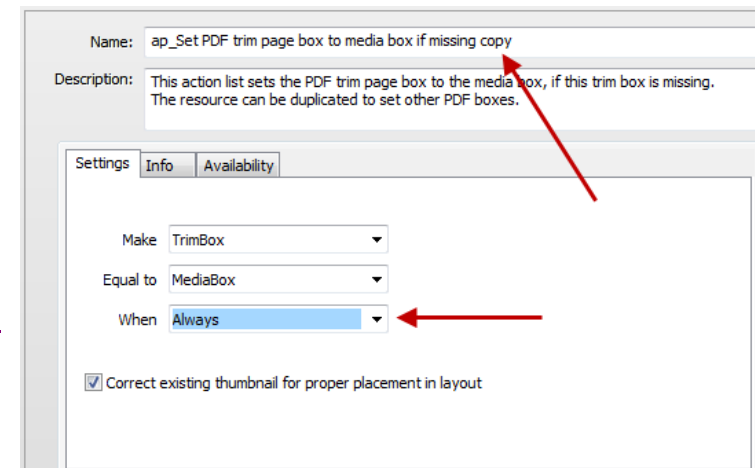 Name: ap_Set PDF trim page box to media box if missing copy
Description: This action list sets the PDF trim page box to the media box, if this trim box is missing.
The resource can be duplicated to set other PDF boxes.
Settings Info Availability
Make TrimBox
Equal to MediaBox
When Always
Correct existing thumbnail for proper placement in layout